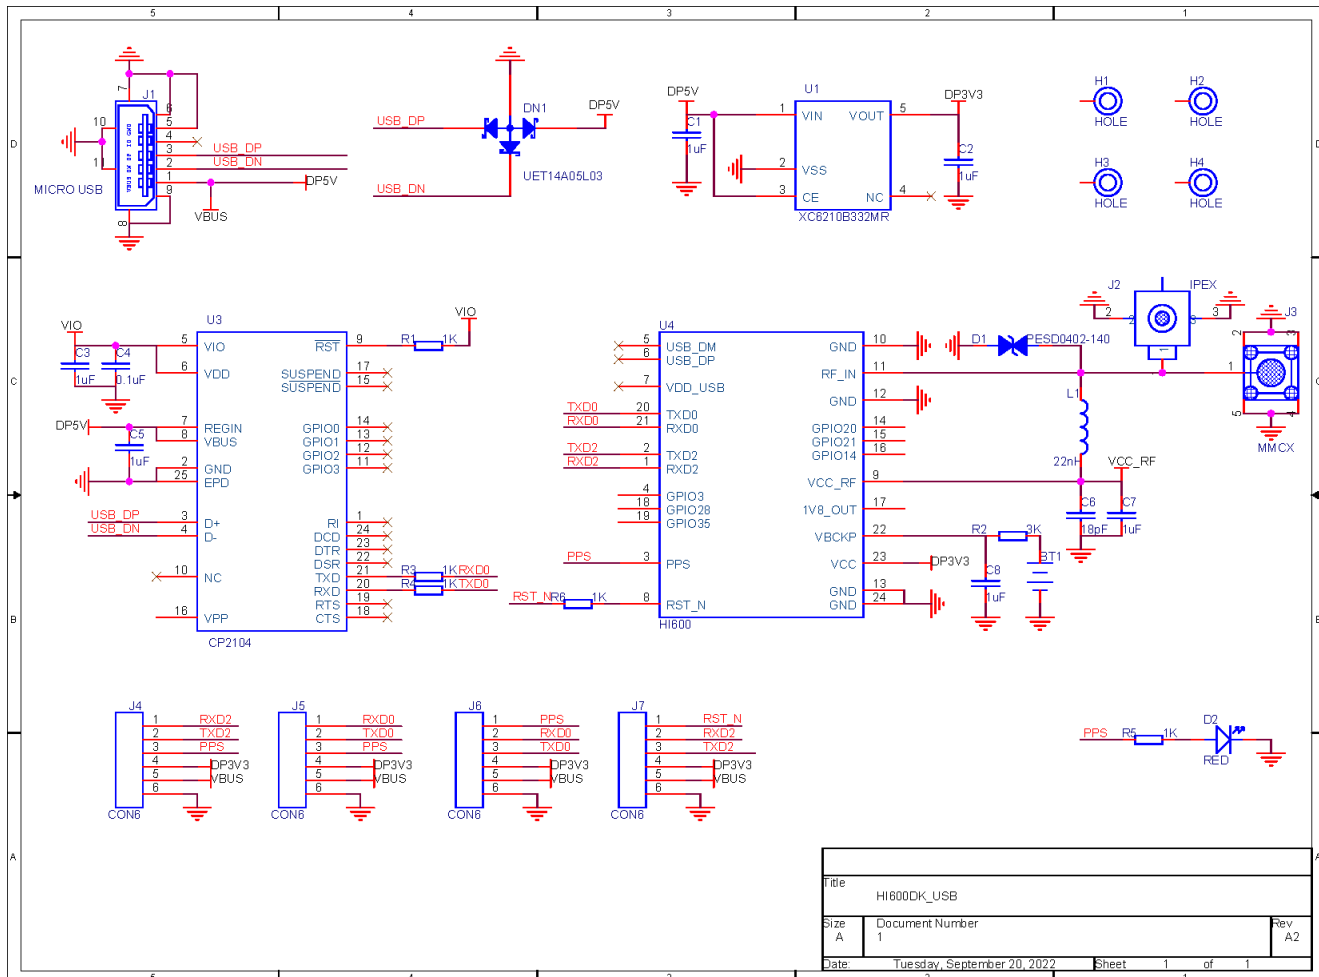 5 4 3 2 1
D
C
B
A
J1
MICRO USB
7
10
11
6
5
4
3
2
1
9
8
USB_DP
USB_DN
DP5V
VBUS
USB_DP
USB_DN
DN1
DP5V
UET14A05L03
U1
DP5V
C1
1uF
1 VIN
2 VSS
3 CE
VOUT 5
NC 4
XC6210B332MR
DP3V3
C2
1uF
H1
HOLE
H2
HOLE
H3
HOLE
H4
HOLE
U3
VIO
C3
1uF
C4
0.1uF
DP5V
C5
1uF
USB_DP
USB_DN
5 VIO
6 VDD
7 REGIN
8 VBUS
2 GND
25 EPD
3 D+
4 D-
10 NC
16 VPP
RST 9
SUSPEND 17
SUSPEND 15
GPIO0 14
GPIO1 13
GPIO2 12
GPIO3 11
RI 1
DCD 24
DTR 23
DSR 22
TXD 21
RXD 20
RTS 19
CTS 18
CP2104
R1 1K
VIO
R3 1K RXD0
R4 1K TXD0
U4
5 USB_DM
6 USB_DP
7 VDD_USB
TXD0 20 TXD0
RXD0 21 RXD0
TXD2 2 TXD2
RXD2 1 RXD2
4 GPIO3
18 GPIO28
19 GPIO35
PPS 3 PPS
RST_N R6 1K 8 RST_N
GND 10
RF_IN 11
GND 12
GPIO20 14
GPIO21 15
GPIO14 16
VCC_RF 9
1V8_OUT 17
VBCKP 22
VCC 23
GND 13
GND 24
HI600
D1
PESD0402-140
L1
22nH
VCC_RF
C6
18pF
C7
1uF
R2 3K
C8
1uF
BT1
DP3V3
J2 IPEX
2 2 3 3
1
J3
2 3
1
5 4
MMCX
J4
1 RXD2
2 TXD2
3 PPS
4 DP3V3
5 VBUS
6
CON6
J5
1 RXD0
2 TXD0
3 PPS
4 DP3V3
5 VBUS
6
CON6
J6
1 PPS
2 RXD0
3 TXD0
4 DP3V3
5 VBUS
6
CON6
J7
1 RST_N
2 RXD2
3 TXD2
4 DP3V3
5 VBUS
6
CON6
PPS R5 1K
D2
RED
Title
HI600DK_USB
Size
A
Document Number
1
Rev
A2
Date: Tuesday, September 20, 2022 Sheet 1 of 1